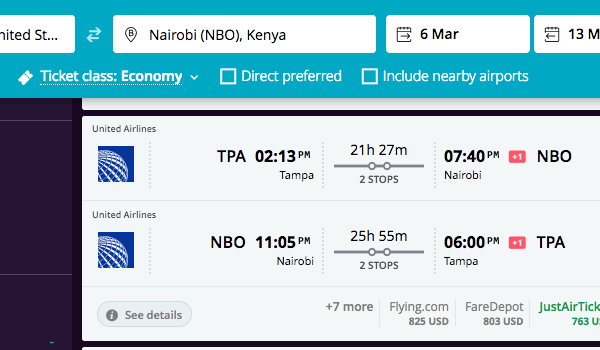 nited St...
B Nairobi (NBO), Kenya
6 Mar
13 M
Ticket class: Economy
Direct preferred
Include nearby airports
United Airlines
TPA 02:13 PM
Tampa
21h 27m
2 STOPS
07:40 PM +1 NBO
Nairobi
United Airlines
NBO 11:05 PM
Nairobi
25h 55m
2 STOPS
06:00 PM +1 TPA
Tampa
See details
+7 more
Flying.com
825 USD
FareDepot
803 USD
JustAirTick
763 U